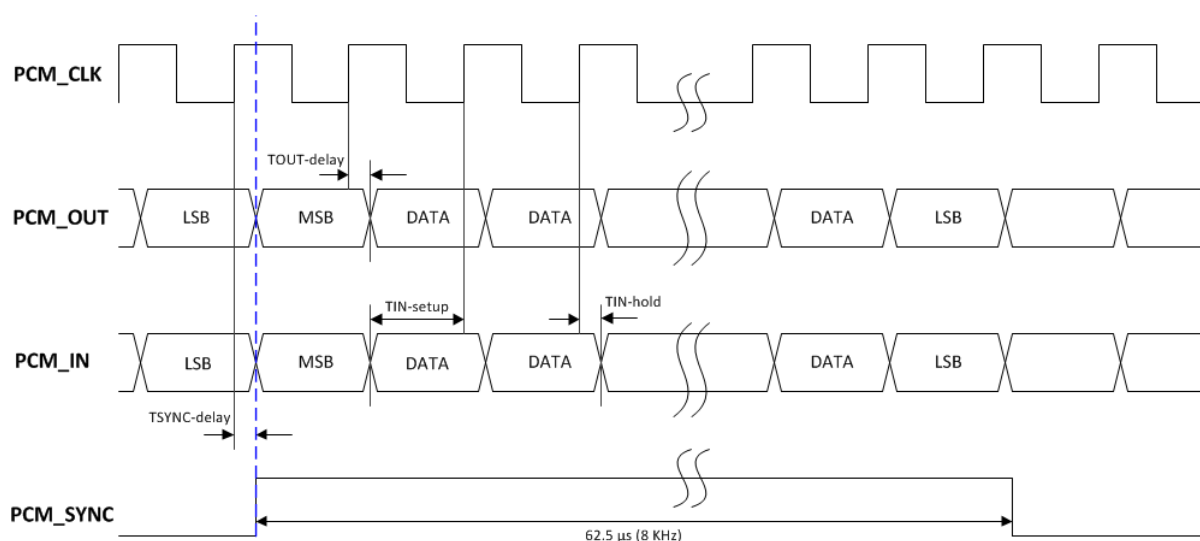 PCM_CLK
TOUT-delay
PCM_OUT LSB MSB DATA DATA DATA LSB
TIN-setup TIN-hold
PCM_IN LSB MSB DATA DATA DATA LSB
TSYNC-delay
PCM_SYNC
62.5 µs (8 KHz)